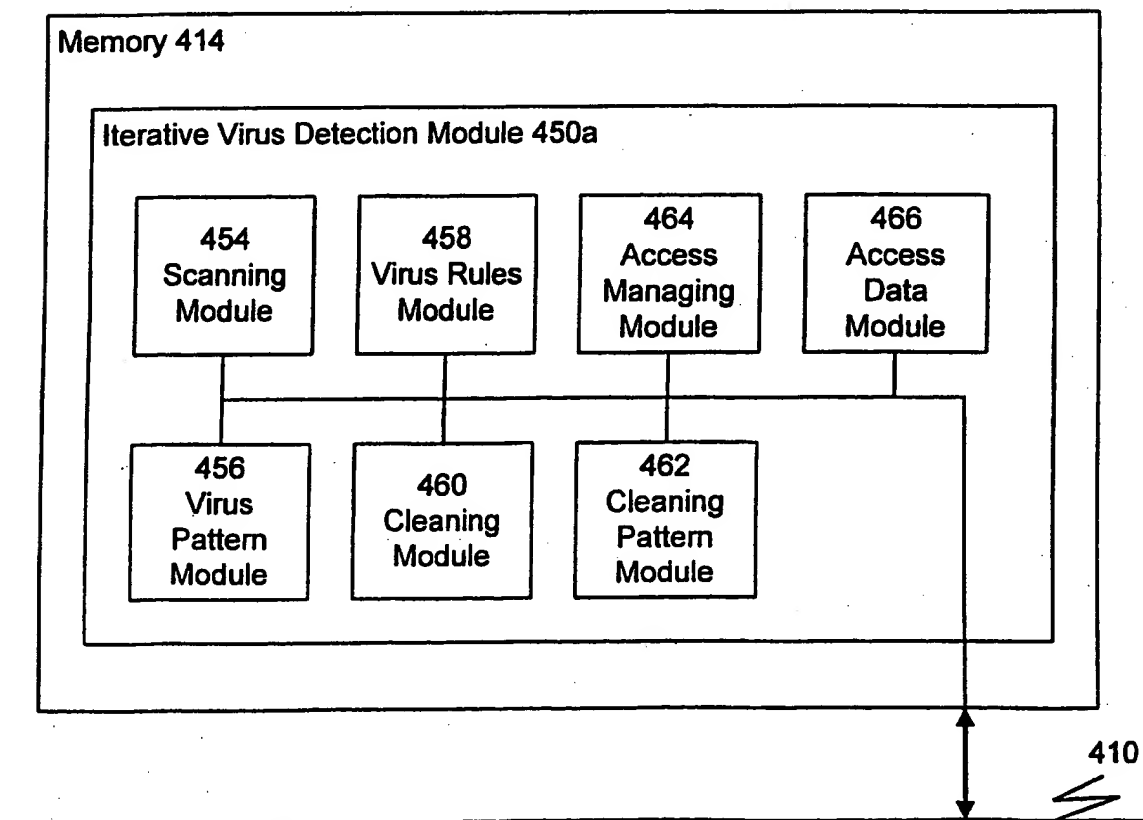 Memory 414
Iterative Virus Detection Module 450a
454
Scanning
Module
458
Virus Rules
Module
464
Access
Managing
Module
466
Access
Data
Module
456
Virus
Pattern
Module
460
Cleaning
Module
462
Cleaning
Pattern
Module
410